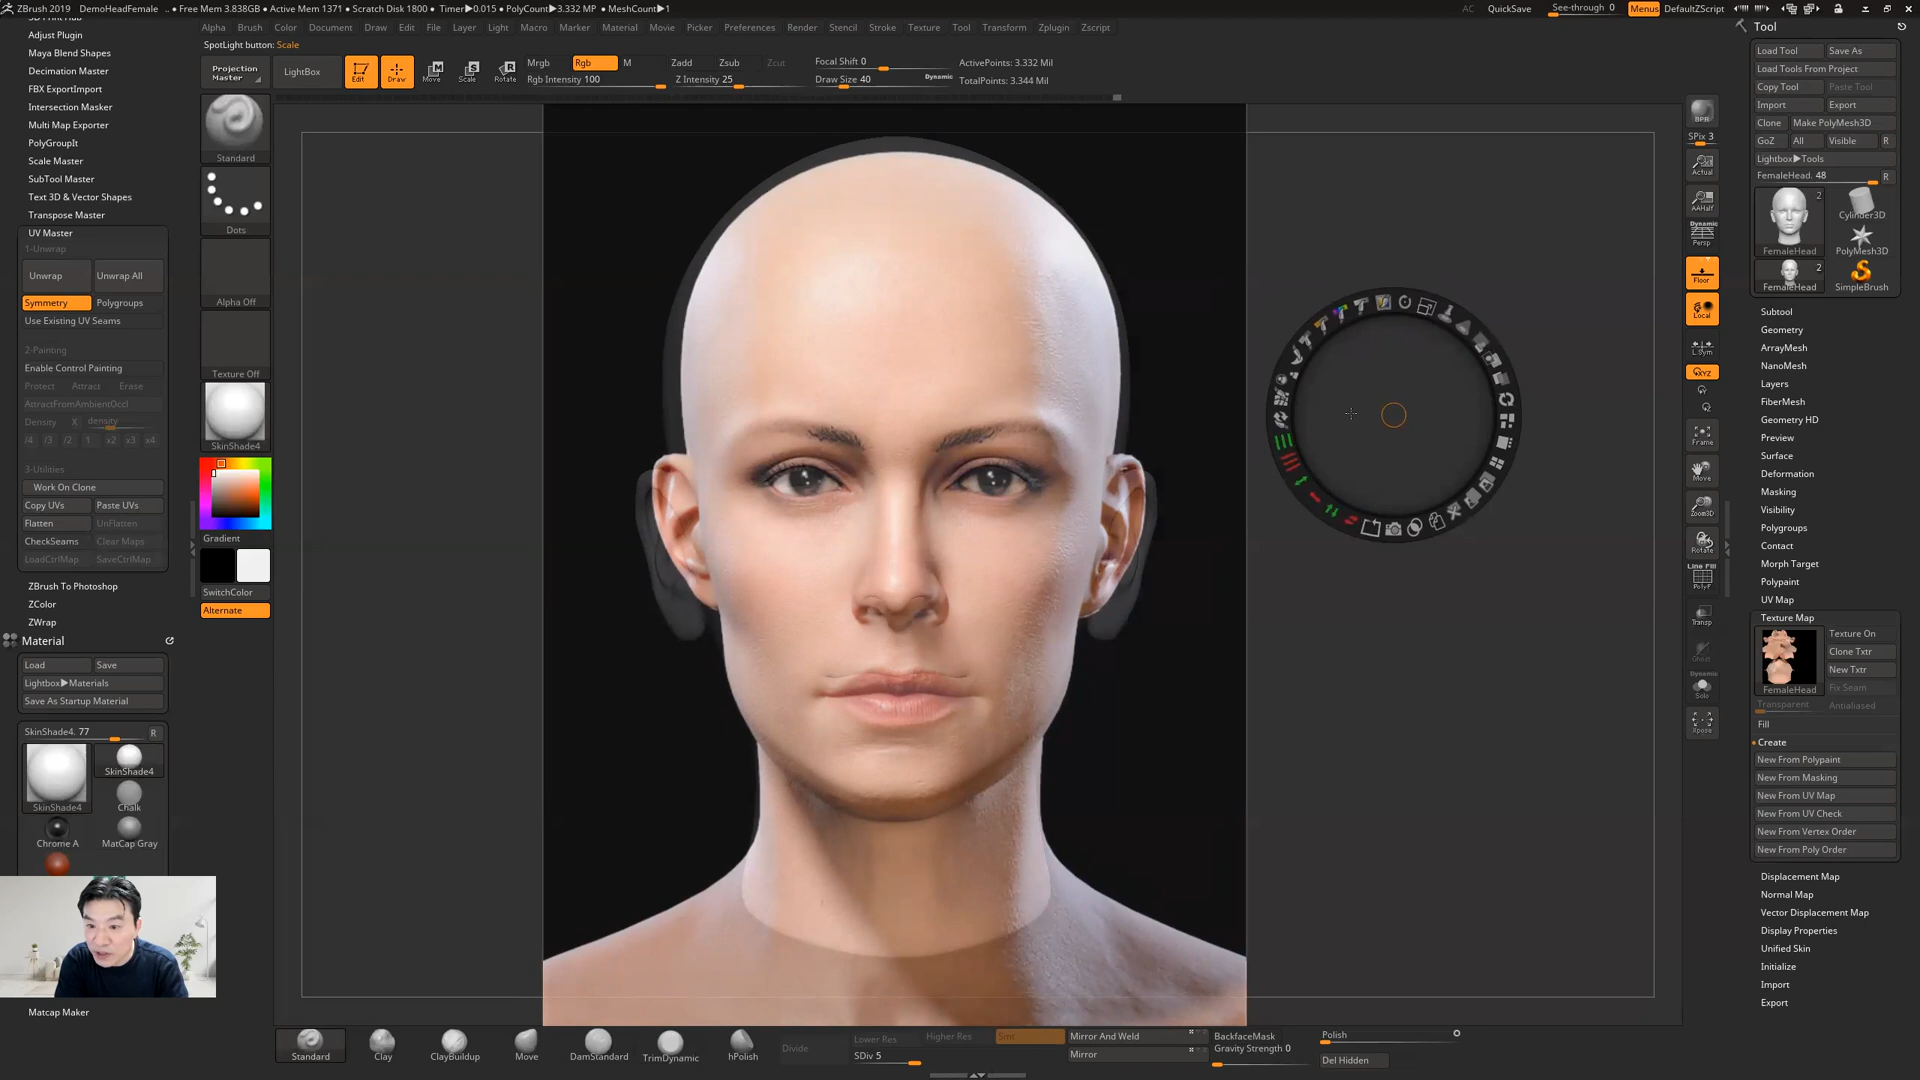 ZBrush 2019 DemoHeadFemale .. • Free Mem 3.838GB • Active Mem 1371 • Scratch Disk 1800 • Timer▶0.015 • PolyCount▶3.332 MP • MeshCount▶1
AC QuickSave See-through 0 Menus DefaultZScript
Alpha Brush Color Document Draw Edit File Layer Light Macro Marker Material Movie Picker Preferences Render Stencil Stroke Texture Tool Transform Zplugin Zscript
SpotLight button: Scale
Projection Master
LightBox
Edit
Draw
Move
Scale
Rotate
Mrgb Rgb M
Rgb Intensity 100
Zadd Zsub Zcut
Z Intensity 25
Focal Shift 0
Draw Size 40 Dynamic
ActivePoints: 3.332 Mil
TotalPoints: 3.344 Mil
Adjust Plugin
Maya Blend Shapes
Decimation Master
FBX ExportImport
Intersection Masker
Multi Map Exporter
PolyGroupIt
Scale Master
SubTool Master
Text 3D & Vector Shapes
Transpose Master
UV Master
1-Unwrap
Unwrap Unwrap All
Symmetry Polygroups
Use Existing UV Seams
2-Painting
Enable Control Painting
Protect Attract Erase
AttractFromAmbientOccl
Density X density
/4 /3 /2 1 x2 x3 x4
3-Utilities
Work On Clone
Copy UVs Paste UVs
Flatten UnFlatten
CheckSeams Clear Maps
LoadCtrlMap SaveCtrlMap
ZBrush To Photoshop
ZColor
ZWrap
Material
Load Save
Lightbox▶Materials
Save As Startup Material
SkinShade4. 77 R
SkinShade4
SkinShade4
Chalk
Chrome A MatCap Gray
Matcap Maker
Standard
Dots
Alpha Off
Texture Off
SkinShade4
Gradient
SwitchColor
Alternate
BPR
SPix 3
Actual
AAHalf
Dynamic
Persp
Floor
Local
L.Sym
XYZ
Frame
Move
Zoom3D
Rotate
Line Fill
PolyF
Transp
Ghost
Dynamic
Solo
Xpose
Tool
Load Tool Save As
Load Tools From Project
Copy Tool Paste Tool
Import Export
Clone Make PolyMesh3D
GoZ All Visible R
Lightbox▶Tools
FemaleHead. 48 R
2
FemaleHead
Cylinder3D
PolyMesh3D
2
FemaleHead
SimpleBrush
Subtool
Geometry
ArrayMesh
NanoMesh
Layers
FiberMesh
Geometry HD
Preview
Surface
Deformation
Masking
Visibility
Polygroups
Contact
Morph Target
Polypaint
UV Map
Texture Map
FemaleHead
Texture On
Clone Txtr
New Txtr
Fix Seam
Transparent Antialiased
Fill
Create
New From Polypaint
New From Masking
New From UV Map
New From UV Check
New From Vertex Order
New From Poly Order
Displacement Map
Normal Map
Vector Displacement Map
Display Properties
Unified Skin
Initialize
Import
Export
Standard Clay ClayBuildup Move DamStandard TrimDynamic hPolish
Divide
Lower Res Higher Res
SDiv 5
Smt
Mirror And Weld
Mirror
BackfaceMask
Gravity Strength 0
Polish
Del Hidden